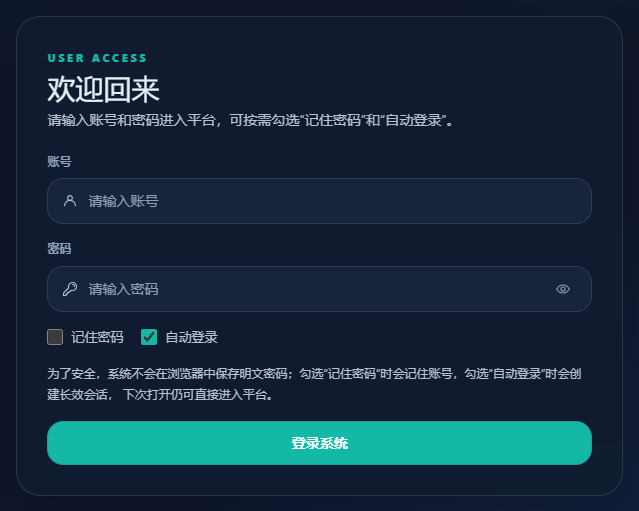 USER ACCESS
欢迎回来
请输入账号和密码进入平台，可按需勾选“记住密码”和“自动登录”。
账号
请输入账号
密码
请输入密码
记住密码 自动登录
为了安全，系统不会在浏览器中保存明文密码；勾选“记住密码”时会记住账号，勾选“自动登录”时会创
建长效会话， 下次打开仍可直接进入平台。
登录系统